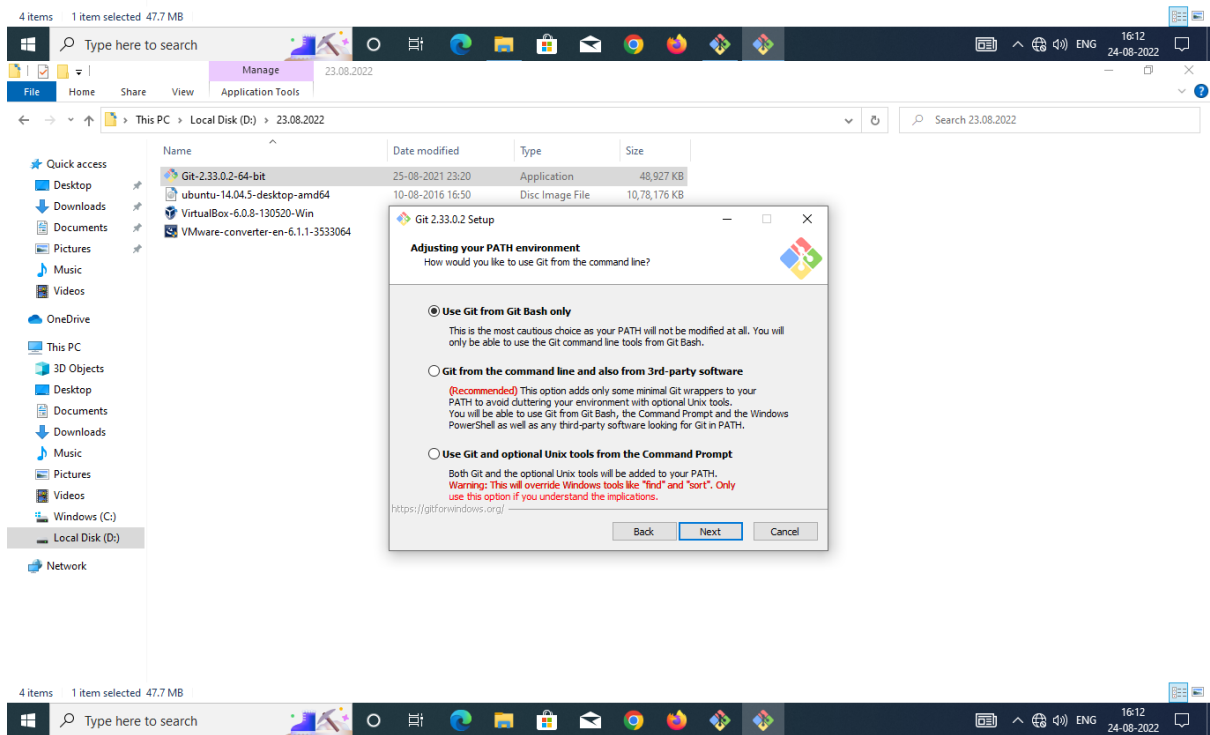 4 items 1 item selected 47.7 MB
Type here to search
ENG
16:12
24-08-2022
Manage
23.08.2022
File Home Share View Application Tools
This PC > Local Disk (D:) > 23.08.2022
Search 23.08.2022
Quick access
Desktop
Downloads
Documents
Pictures
Music
Videos
OneDrive
This PC
3D Objects
Desktop
Documents
Downloads
Music
Pictures
Videos
Windows (C:)
Local Disk (D:)
Network
Name Date modified Type Size
Git-2.33.0.2-64-bit 25-08-2021 23:20 Application 48,927 KB
ubuntu-14.04.5-desktop-amd64 10-08-2016 16:50 Disc Image File 10,78,176 KB
VirtualBox-6.0.8-130520-Win
VMware-converter-en-6.1.1-3533064
Git 2.33.0.2 Setup
Adjusting your PATH environment
How would you like to use Git from the command line?
Use Git from Git Bash only
This is the most cautious choice as your PATH will not be modified at all. You will
only be able to use the Git command line tools from Git Bash.
Git from the command line and also from 3rd-party software
(Recommended) This option adds only some minimal Git wrappers to your
PATH to avoid cluttering your environment with optional Unix tools.
You will be able to use Git from Git Bash, the Command Prompt and the Windows
PowerShell as well as any third-party software looking for Git in PATH.
Use Git and optional Unix tools from the Command Prompt
Both Git and the optional Unix tools will be added to your PATH.
Warning: This will override Windows tools like "find" and "sort". Only
use this option if you understand the implications.
https://gitforwindows.org/
Back Next Cancel
4 items 1 item selected 47.7 MB
Type here to search
ENG
16:12
24-08-2022